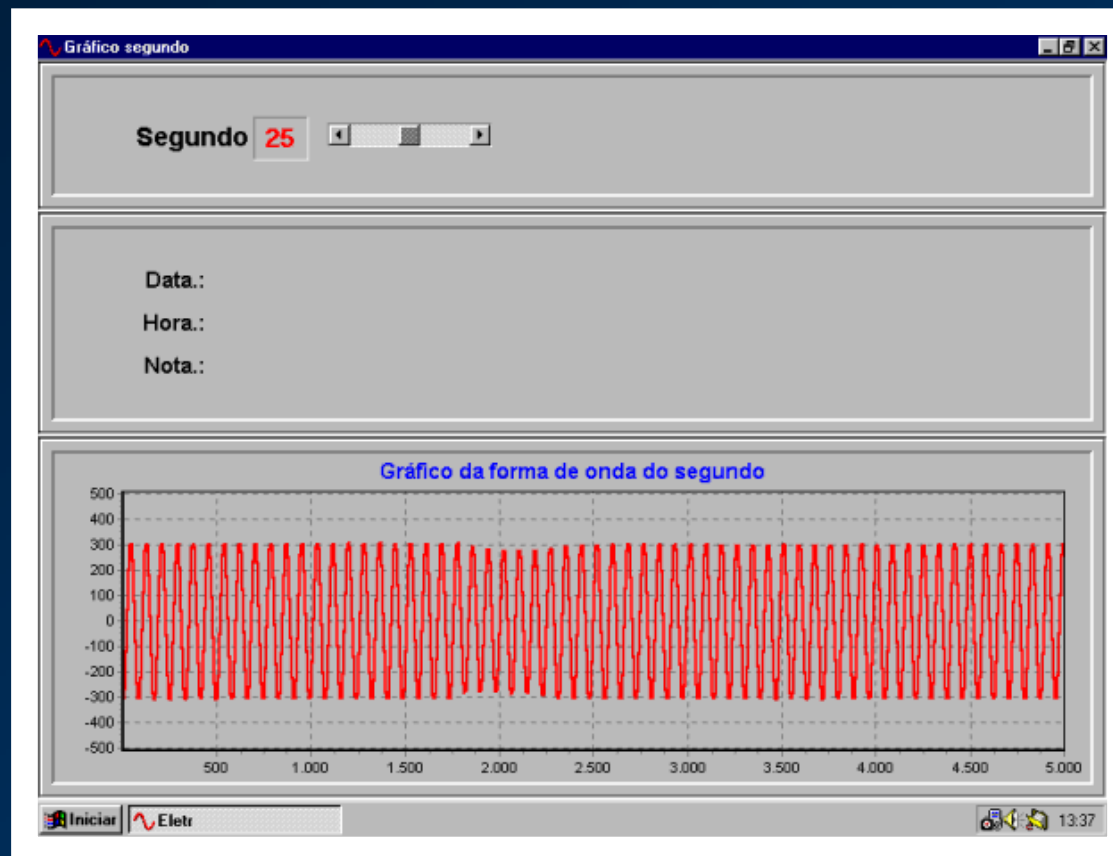 Gráfico segundo
Segundo 25
Data.:
Hora.:
Nota.:
Gráfico da forma de onda do segundo
500
400
300
200
100
0
-100
-200
-300
-400
-500
500 1.000 1.500 2.000 2.500 3.000 3.500 4.000 4.500 5.000
Iniciar Eletr 13:37